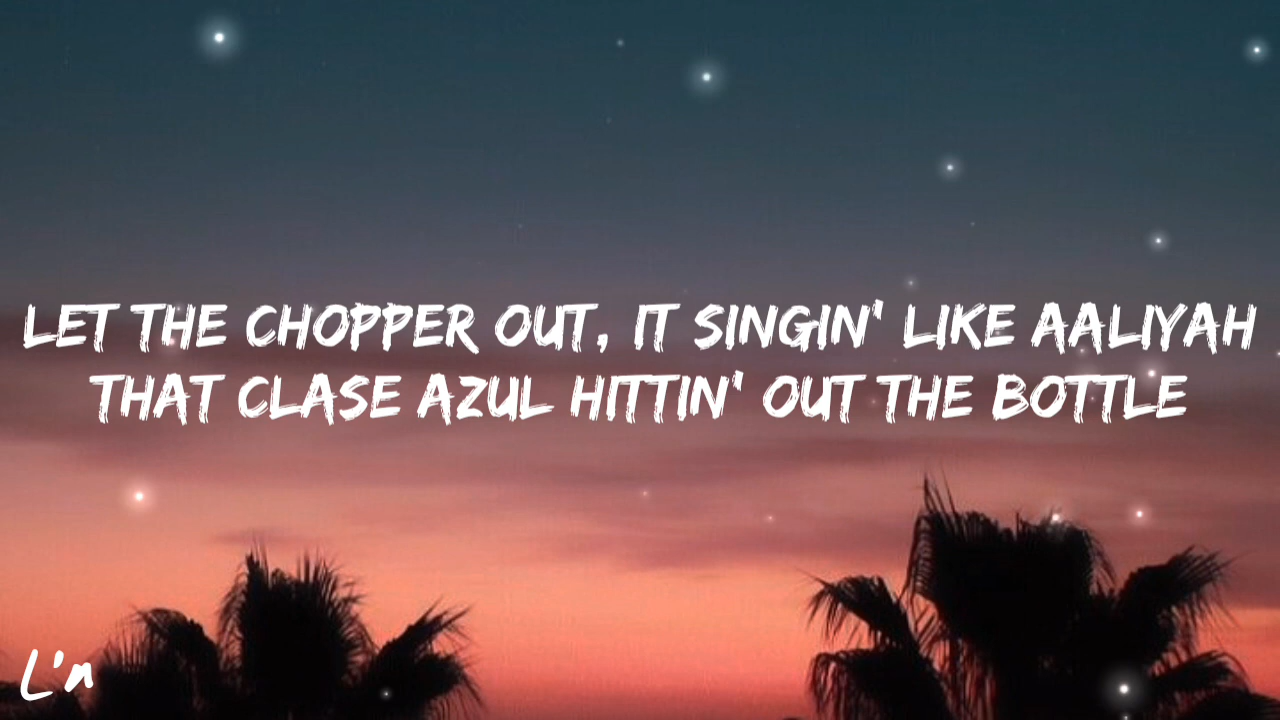 LET THE CHOPPER OUT, IT SINGIN' LIKE AALIYAH
THAT CLASE AZUL HITTIN' OUT THE BOTTLE
L'n